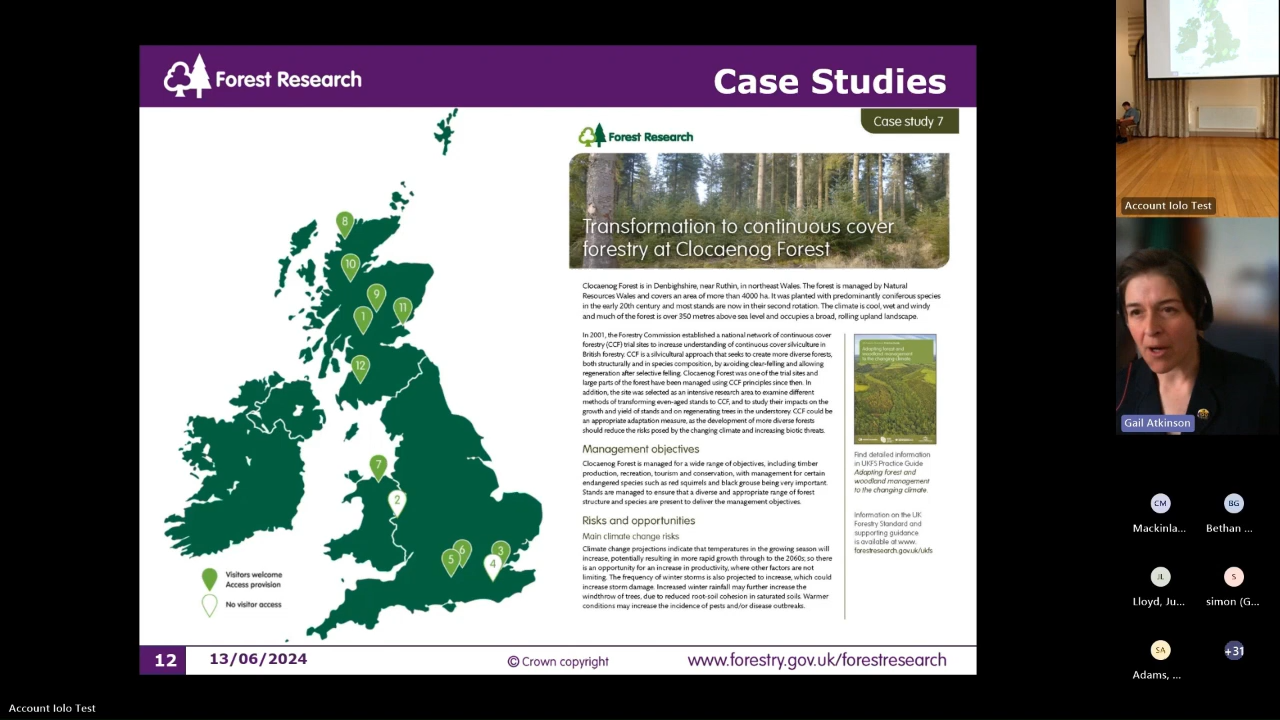 Forest Research
Case Studies
8
10
9
11
1
12
7
2
6
5
3
4
Visitors welcome
Access provision
No visitor access
Case study 7
Forest Research
Transformation to continuous cover
forestry at Clocaenog Forest
Clocaenog Forest is in Denbighshire, near Ruthin, in northeast Wales. The forest is managed by Natural
Resources Wales and covers an area of more than 4000 ha. It was planted with predominantly coniferous species
in the early 20th century and most stands are now in their second rotation. The climate is cool, wet and windy
and much of the forest is over 350 metres above sea level and occupies a broad, rolling upland landscape.
In 2001, the Forestry Commission established a national network of continuous cover
forestry (CCF) trial sites to increase understanding of continuous cover silviculture in
British forestry. CCF is a silvicultural approach that seeks to create more diverse forests,
both structurally and in species composition, by avoiding clear-felling and allowing
regeneration after selective felling. Clocaenog Forest was one of the trial sites and
large parts of the forest have been managed using CCF principles since then. In
addition, the site was selected as an intensive research area to examine different
methods of transforming even-aged stands to CCF, and to study their impacts on the
growth and yield of stands and on regenerating trees in the understorey. CCF could be
an appropriate adaptation measure, as the development of more diverse forests
should reduce the risks posed by the changing climate and increasing biotic threats.
Management objectives
Clocaenog Forest is managed for a wide range of objectives, including timber
production, recreation, tourism and conservation, with management for certain
endangered species such as red squirrels and black grouse being very important.
Stands are managed to ensure that a diverse and appropriate range of forest
structure and species are present to deliver the management objectives.
Risks and opportunities
Main climate change risks
Climate change projections indicate that temperatures in the growing season will
increase, potentially resulting in more rapid growth through to the 2060s, so there
is an opportunity for an increase in productivity, where other factors are not
limiting. The frequency of winter storms is also projected to increase, which could
increase storm damage. Increased winter rainfall may further increase the
windthrow of trees, due to reduced root-soil cohesion in saturated soils. Warmer
conditions may increase the incidence of pests and/or disease outbreaks.
Adapting forest and
woodland management
to the changing climate
Find detailed information
in UKFS Practice Guide
Adapting forest and
woodland management
to the changing climate.
Information on the UK
Forestry Standard and
supporting guidance
is available at www.
forestresearch.gov.uk/ukfs
12
13/06/2024
© Crown copyright
www.forestry.gov.uk/forestresearch
Account Iolo Test
Gail Atkinson
CM
BG
Mackinla...
Bethan ...
JL
S
Lloyd, Ju...
simon (G...
SA
+31
Adams, ...
Account Iolo Test